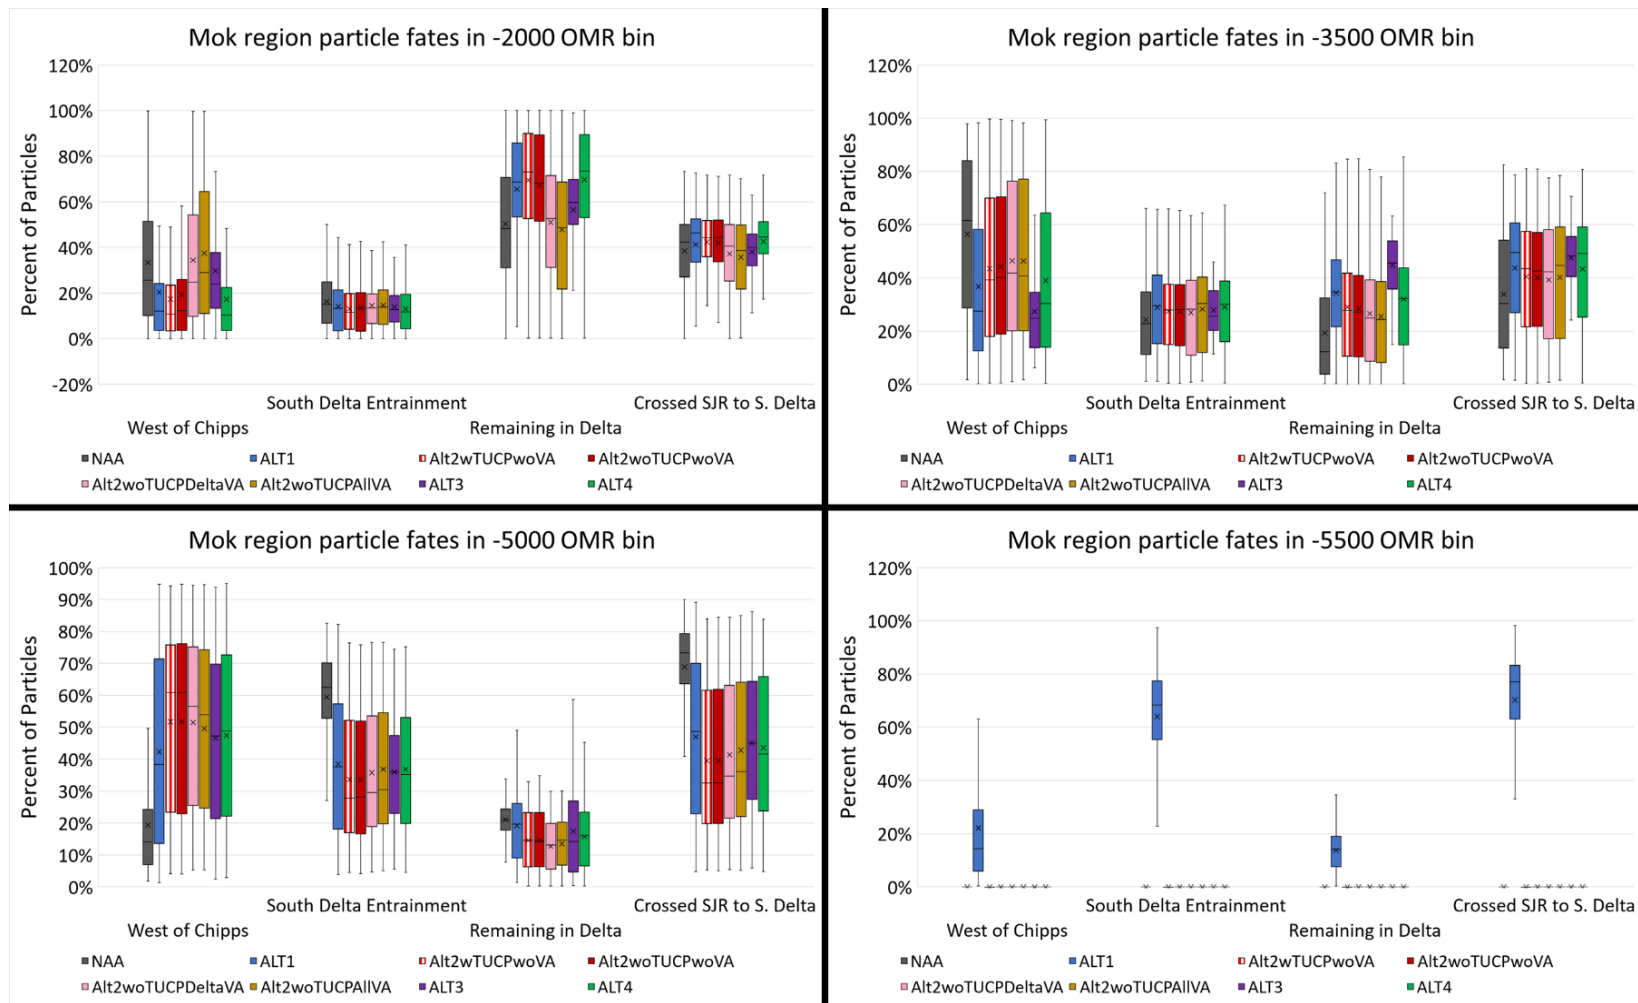 Mok region particle fates in -2000 OMR bin
120%
100%
80%
60%
40%
20%
0%
-20%
Percent of Particles
South Delta Entrainment
Crossed SJR to S. Delta
West of Chipps
Remaining in Delta
NAA
ALT1
Alt2wTUCPwoVA
Alt2woTUCPwoVA
Alt2woTUCPDeltaVA
Alt2woTUCPAllVA
ALT3
ALT4
Mok region particle fates in -3500 OMR bin
120%
100%
80%
60%
40%
20%
0%
Percent of Particles
South Delta Entrainment
Crossed SJR to S. Delta
West of Chipps
Remaining in Delta
NAA
ALT1
Alt2wTUCPwoVA
Alt2woTUCPwoVA
Alt2woTUCPDeltaVA
Alt2woTUCPAllVA
ALT3
ALT4
Mok region particle fates in -5000 OMR bin
100%
90%
80%
70%
60%
50%
40%
30%
20%
10%
0%
Percent of Particles
South Delta Entrainment
Crossed SJR to S. Delta
West of Chipps
Remaining in Delta
NAA
ALT1
Alt2wTUCPwoVA
Alt2woTUCPwoVA
Alt2woTUCPDeltaVA
Alt2woTUCPAllVA
ALT3
ALT4
Mok region particle fates in -5500 OMR bin
120%
100%
80%
60%
40%
20%
0%
Percent of Particles
South Delta Entrainment
Crossed SJR to S. Delta
West of Chipps
Remaining in Delta
NAA
ALT1
Alt2wTUCPwoVA
Alt2woTUCPwoVA
Alt2woTUCPDeltaVA
Alt2woTUCPAllVA
ALT3
ALT4